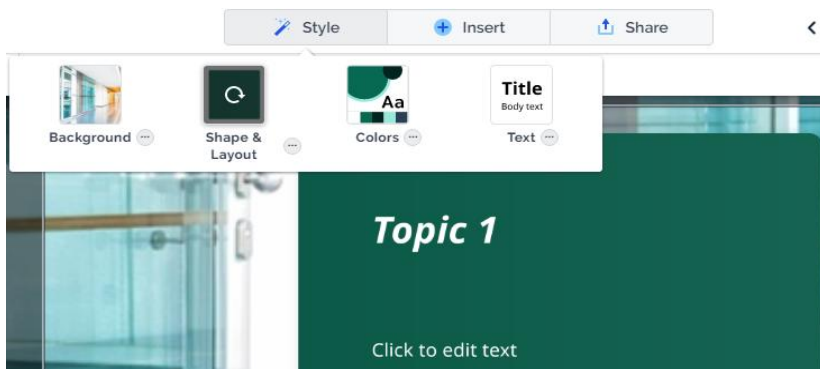 Style
Insert
Share
Aa
Title
Body text
Background
Shape &
Layout
Colors
Text
Topic 1
Click to edit text